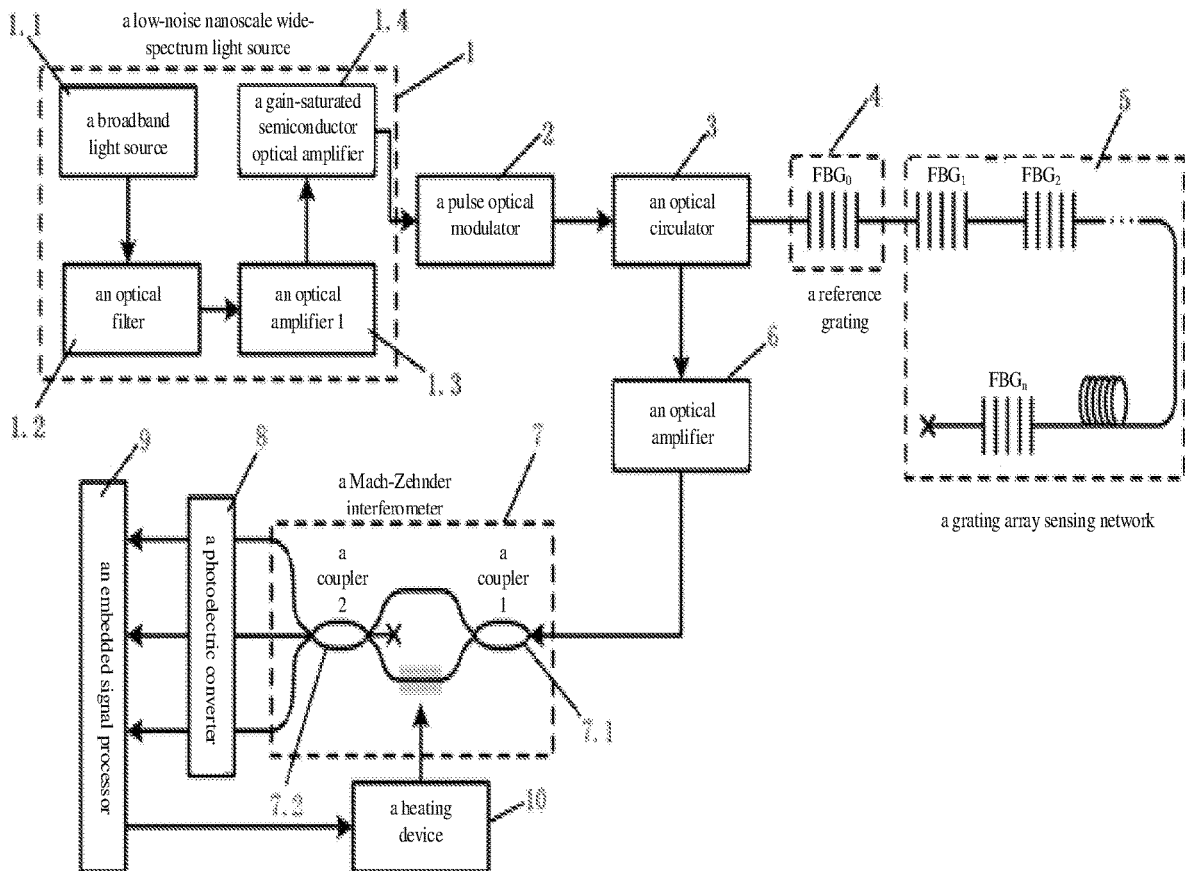 1.1
a low-noise nanoscale wide-
spectrum light source
1.4
1
a broadband
light source
a gain-saturated
semiconductor
optical amplifier
an optical
filter
an optical
amplifier 1
1.2
1.3
2
a pulse optical
modulator
3
an optical
circulator
4
FBG0
a reference
grating
5
FBG1
FBG2
FBGn
a grating array sensing network
6
an optical
amplifier
9
an embedded signal processor
8
a photoelectric converter
a Mach-Zehnder
interferometer
7
a
coupler
2
a
coupler
1
7.2
7.1
a heating
device
10